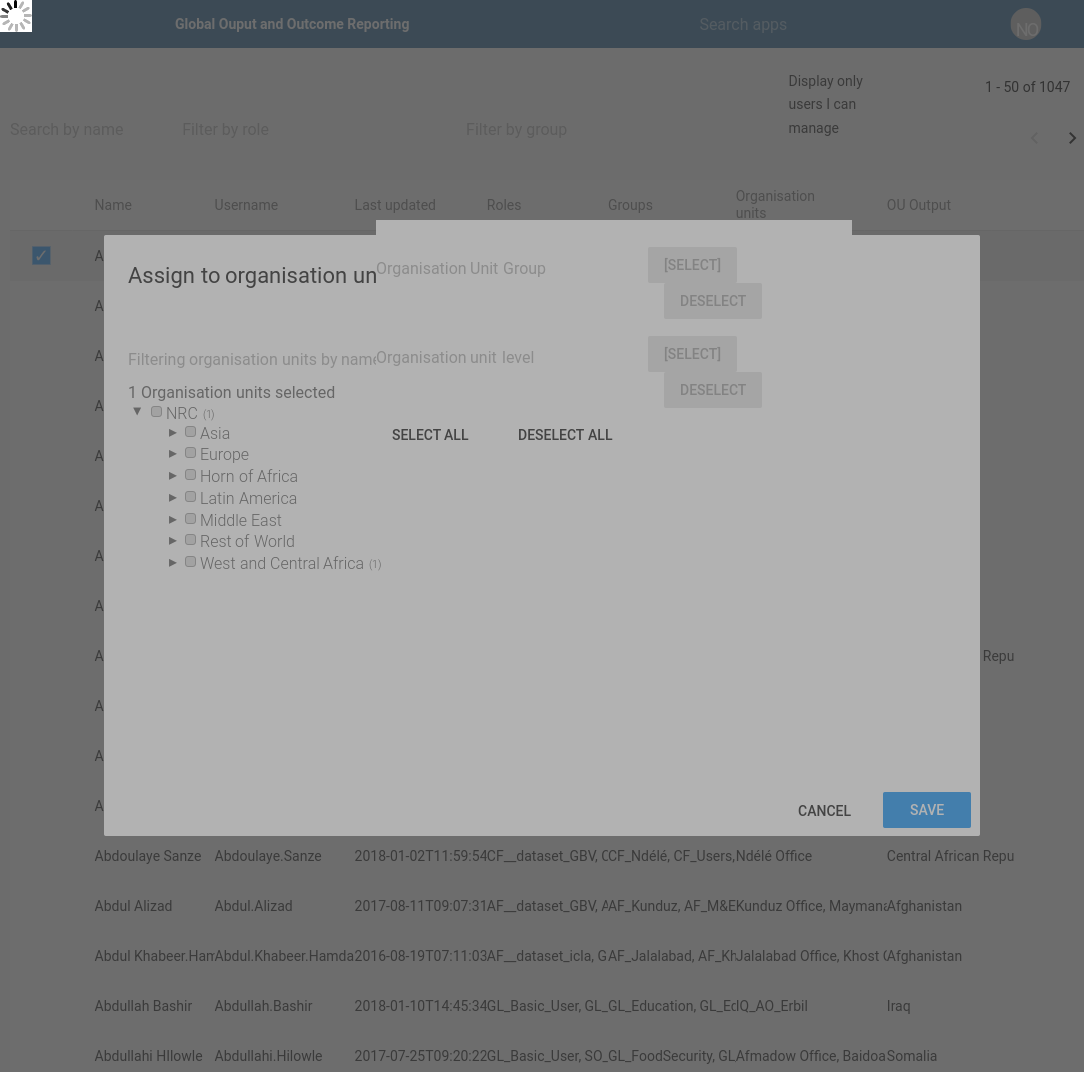 Global Ouput and Outcome Reporting
Search apps
NO
Display only
users I can
manage
1 - 50 of 1047
Search by name
Filter by role
Filter by group
Name
Username
Last updated
Roles
Groups
Organisation
units
OU Output
✓
A
Assign to organisation un
Organisation Unit Group
[SELECT]
DESELECT
A
A
Filtering organisation units by name
Organisation unit level
[SELECT]
DESELECT
1 Organisation units selected
A
NRC (1)
Asia
SELECT ALL
DESELECT ALL
Europe
A
Horn of Africa
Latin America
A
Middle East
Rest of World
A
West and Central Africa (1)
A
A
Repu
A
A
A
CANCEL
SAVE
Abdoulaye Sanze
Abdoulaye.Sanze
2018-01-02T11:59:54
CF__dataset_GBV, C
CF_Ndélé, CF_Users,
Ndélé Office
Central African Repu
Abdul Alizad
Abdul.Alizad
2017-08-11T09:07:31
AF__dataset_GBV, A
AF_Kunduz, AF_M&E
Kunduz Office, Mayman
Afghanistan
Abdul Khabeer.Ham
Abdul.Khabeer.Hamda
2016-08-19T07:11:03
AF__dataset_icla, G
AF_Jalalabad, AF_Kh
Jalalabad Office, Khost (
Afghanistan
Abdullah Bashir
Abdullah.Bashir
2018-01-10T14:45:34
GL_Basic_User, GL_
GL_Education, GL_Ed
IQ_AO_Erbil
Iraq
Abdullahi HIlowle
Abdullahi.Hilowle
2017-07-25T09:20:22
GL_Basic_User, SO_
GL_FoodSecurity, GL
Afmadow Office, Baidoa
Somalia